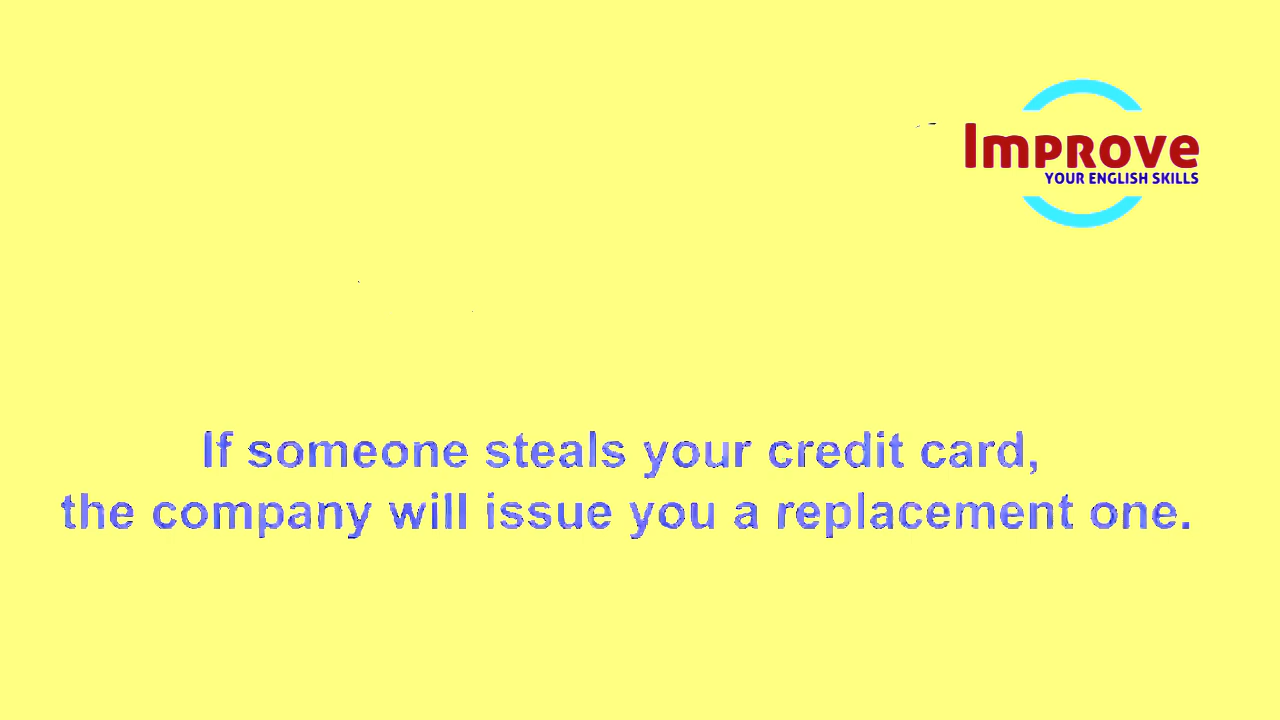 Improve
YOUR ENGLISH SKILLS
If someone steals your credit card,
the company will issue you a replacement one.